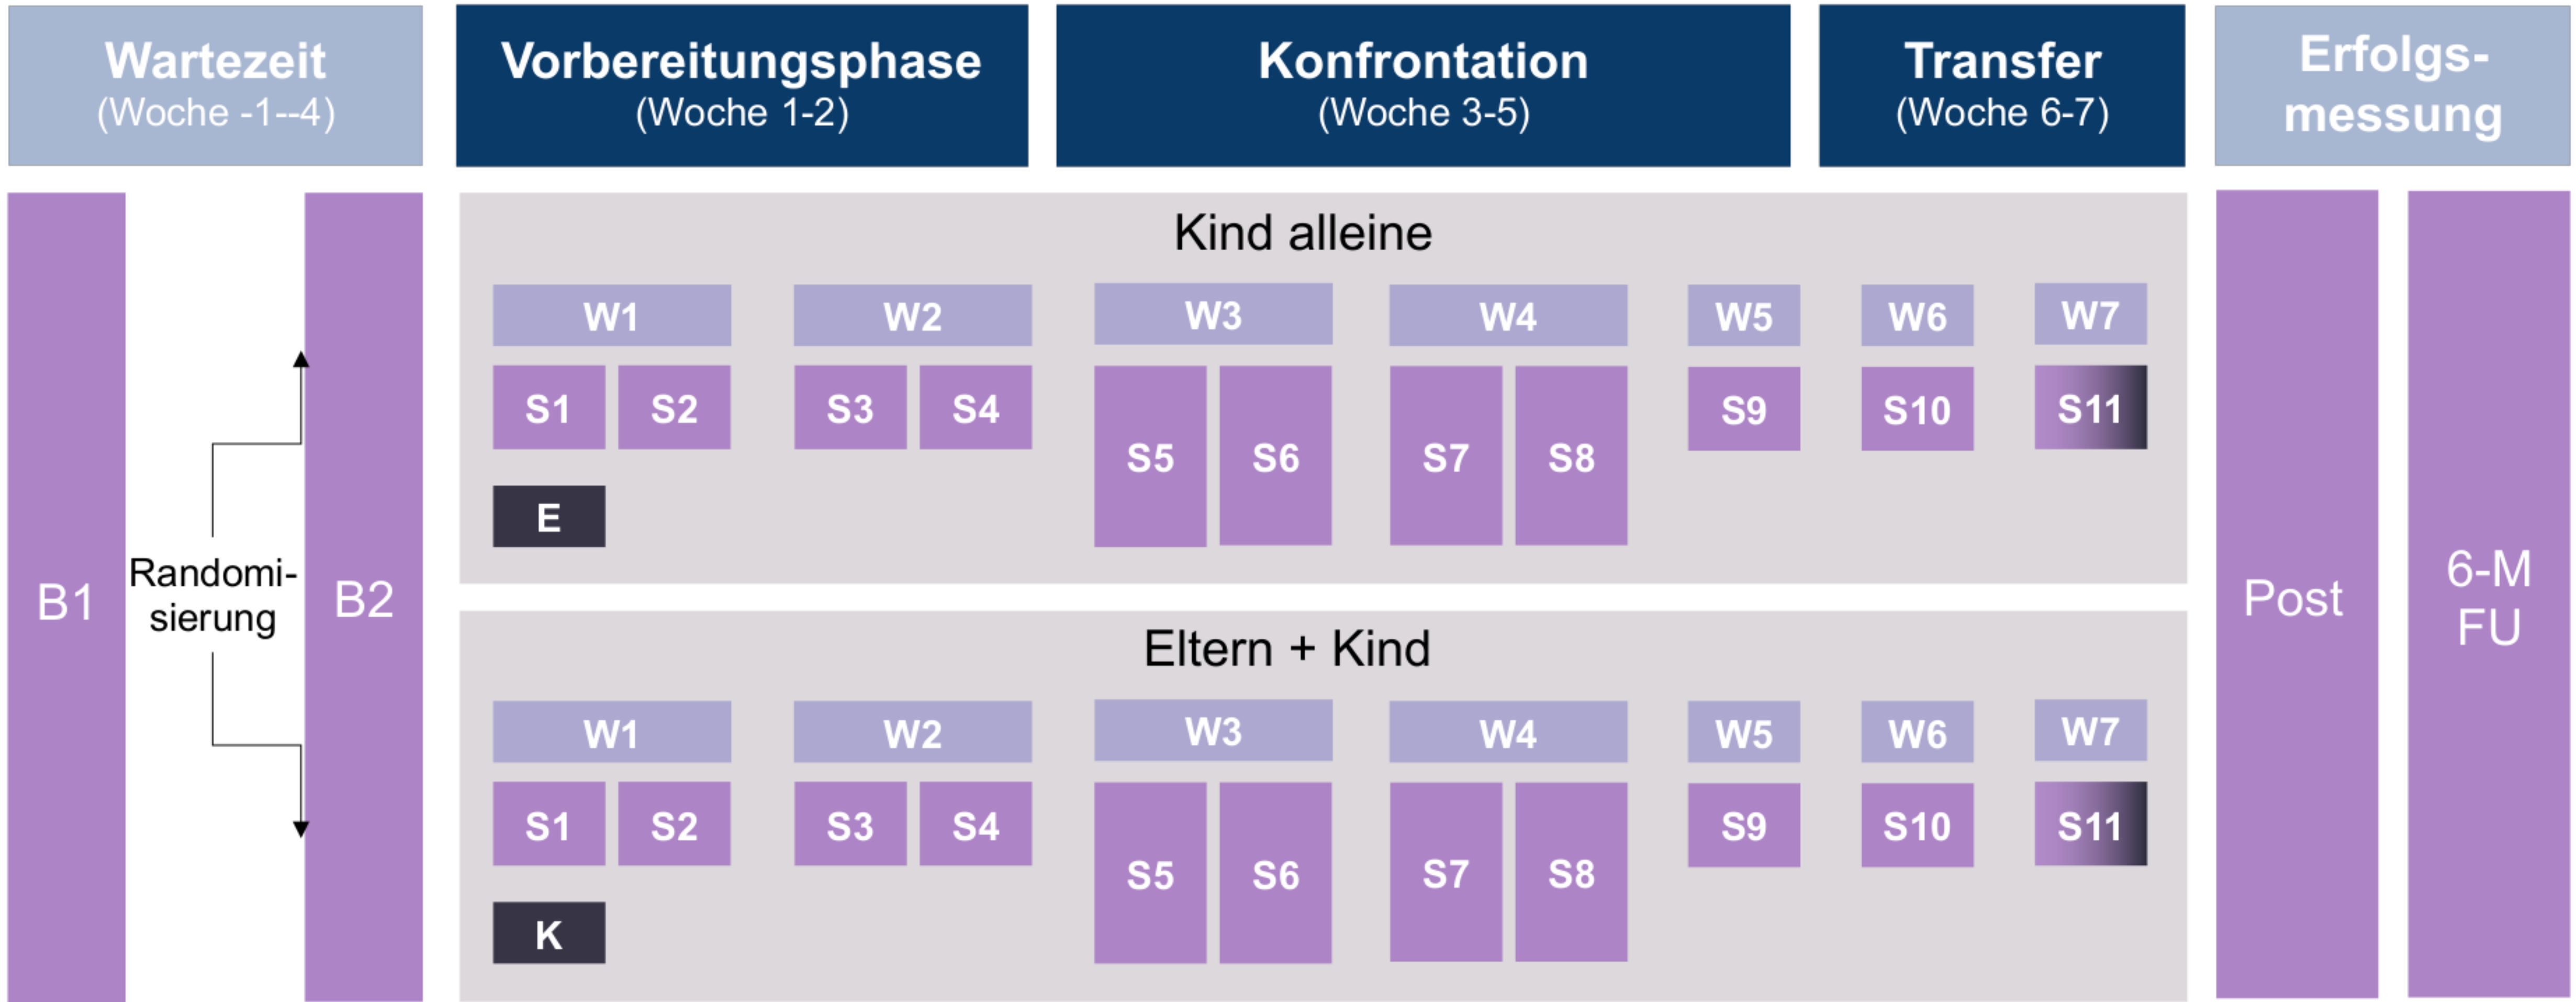 Wartezeit
(Woche -1--4)
Vorbereitungsphase
(Woche 1-2)
Konfrontation
(Woche 3-5)
Transfer
(Woche 6-7)
Erfolgs-
messung
B1
Randomi-
sierung
B2
Kind alleine
W1 W2 W3 W4 W5 W6 W7
S1 S2 S3 S4 S5 S6 S7 S8 S9 S10 S11
E
Eltern + Kind
W1 W2 W3 W4 W5 W6 W7
S1 S2 S3 S4 S5 S6 S7 S8 S9 S10 S11
K
Post
6-M
FU